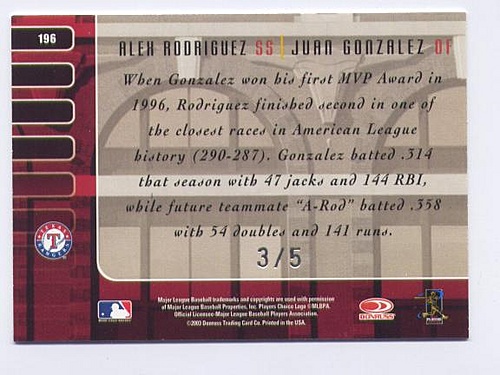 196
ALEX RODRIGUEZ SS | JUAN GONZALEZ OF
When Gonzalez won his first MVP Award in
1996, Rodriguez finished second in one of
the closest races in American League
history (290-287). Gonzalez batted .314
that season with 47 jacks and 144 RBI,
while future teammate "A-Rod" batted .358
with 54 doubles and 141 runs.
3/5
TEXAS
RANGERS
Major League Baseball trademarks and copyrights are used with permission
of Major League Baseball Properties, Inc. Players Choice Logo ©MLBPA.
Official Licensee-Major League Baseball Players Association.
©2003 Donruss Trading Card Co. Printed in the USA.
DONRUSS